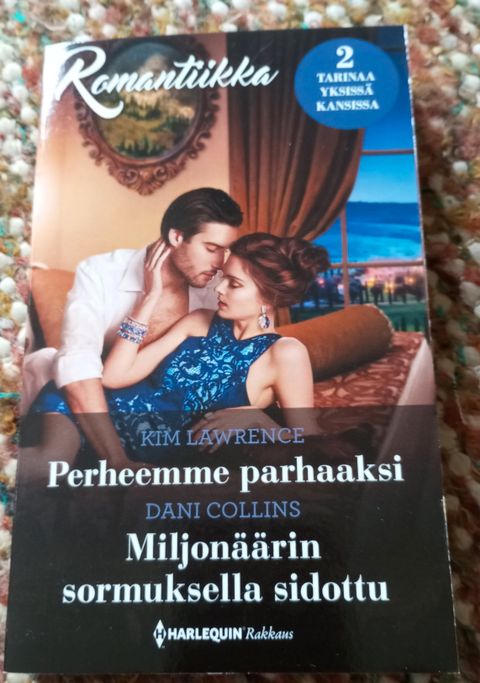 Romantiikka
2
TARINAA
YKSISSÄ
KANSISSA
KIM LAWRENCE
Perheemme parhaaksi
DANI COLLINS
Miljonäärin
sormuksella sidottu
HARLEQUIN Rakkaus